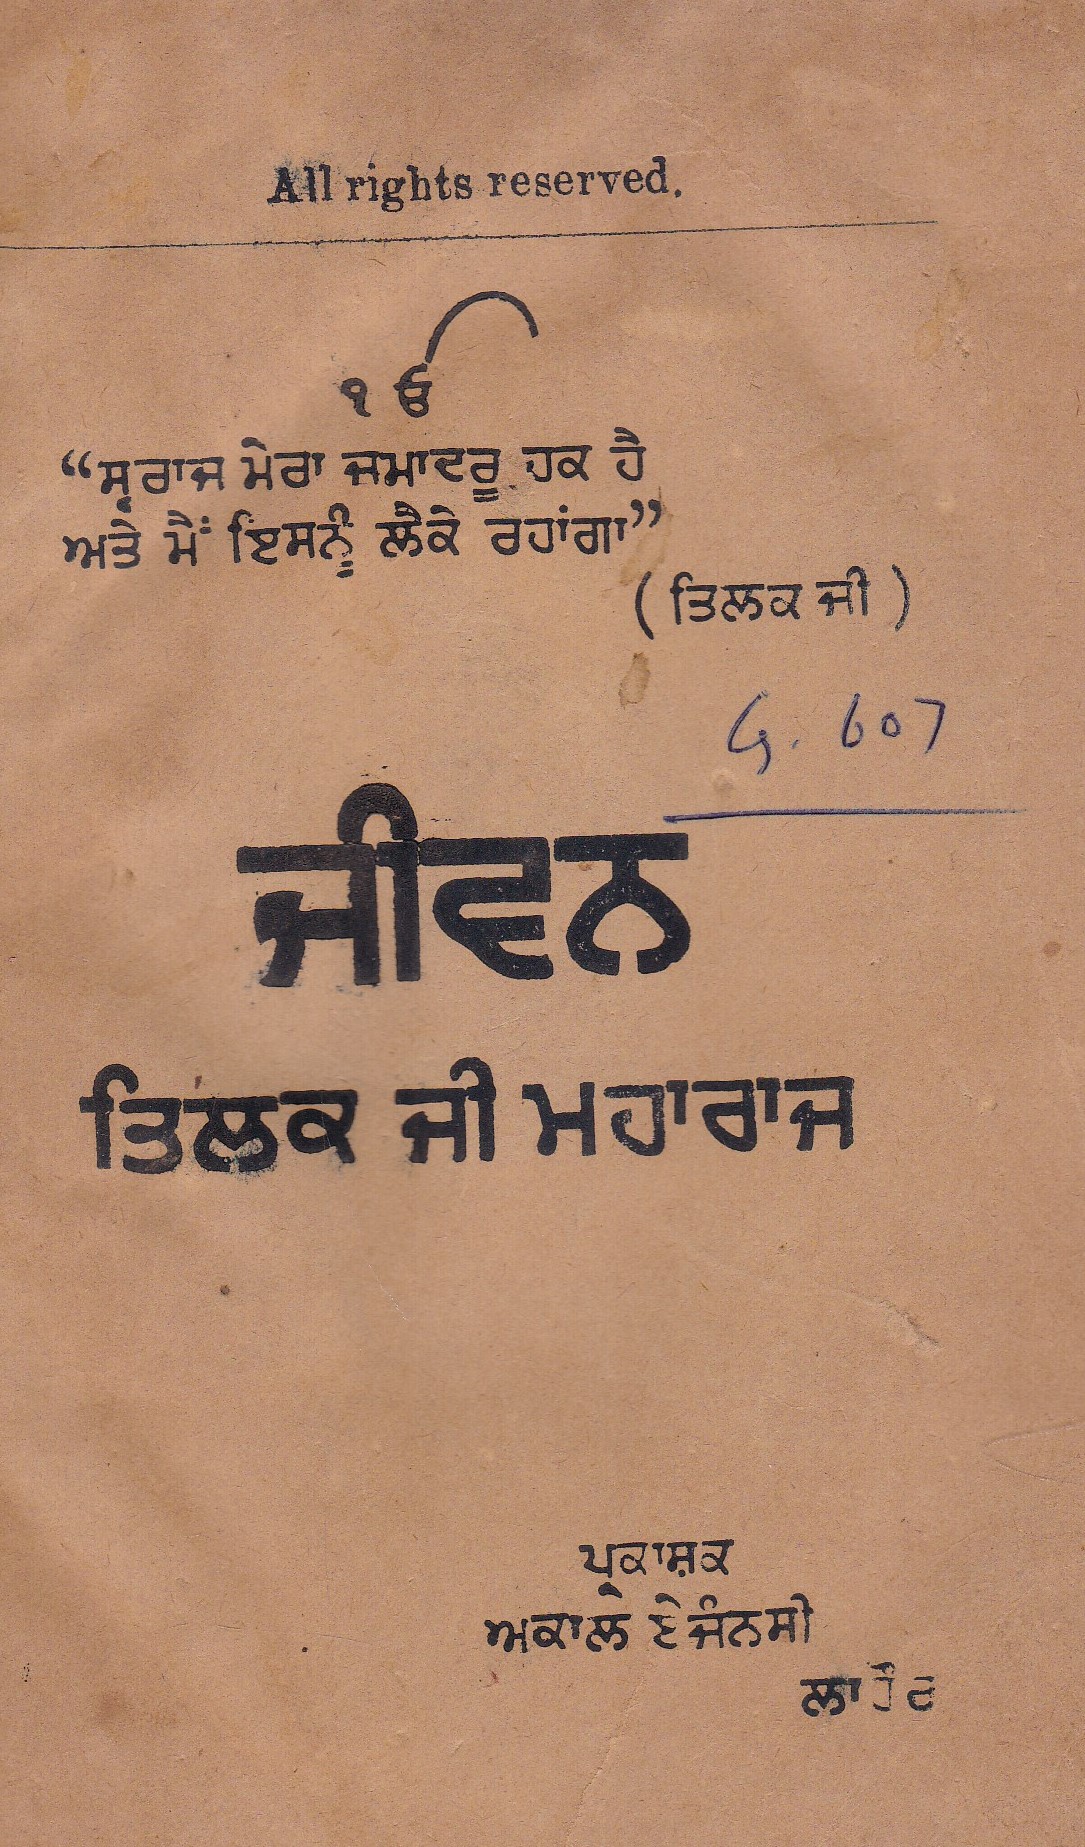 All rights reserved.
ੴ
“ਸ੍ਵਰਾਜ ਮੇਰਾ ਜਮਾਦਰੂ ਹਕ ਹੈ
ਅਤੇ ਮੈਂ ਇਸਨੂੰ ਲੈਕੇ ਰਹਾਂਗਾ”
( ਤਿਲਕ ਜੀ )
G. 607
ਜੀਵਨ
ਤਿਲਕ ਜੀ ਮਹਾਰਾਜ
ਪ੍ਰਕਾਸ਼ਕ
ਅਕਾਲ ਏਜੰਨਸੀ
ਲਾਹੌਰ